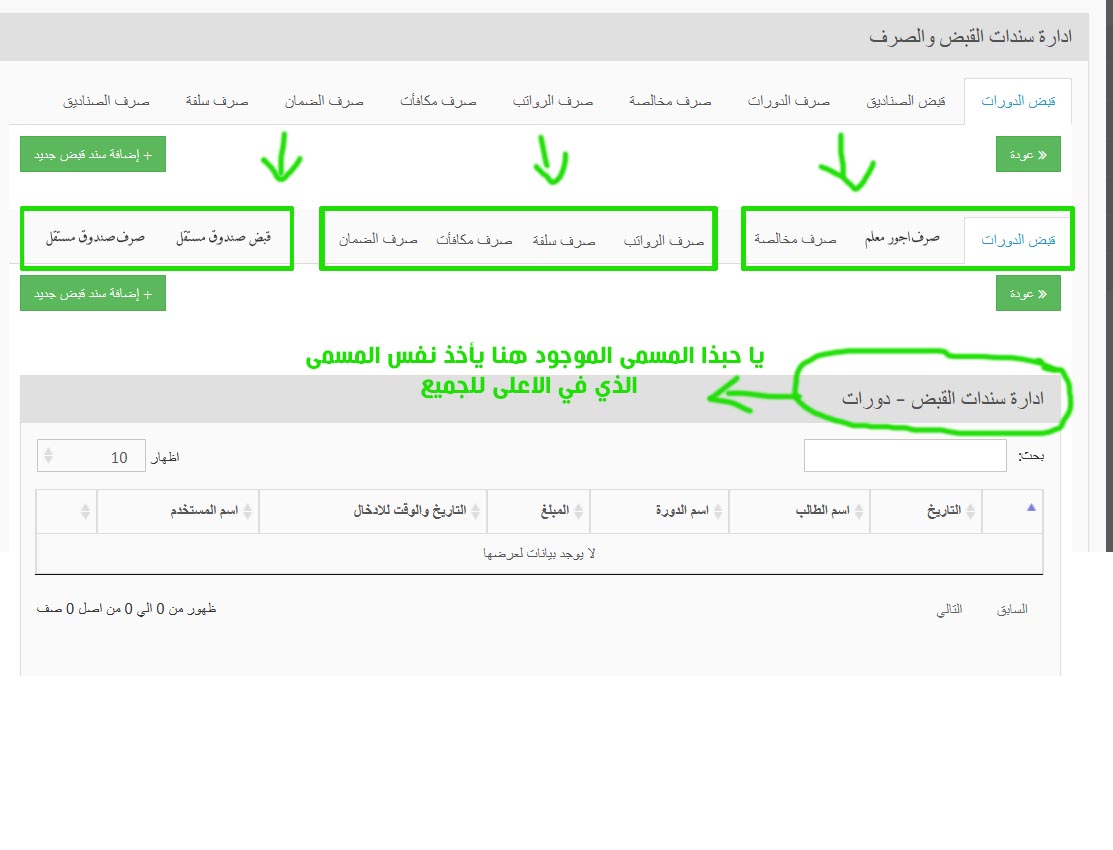 ادارة سندات القبض والصرف
قبض الدورات قبض الصناديق صرف الدورات صرف مخالصة صرف الرواتب صرف مكافأت صرف الضمان صرف سلفة صرف الصناديق
» عودة + إضافة سند قبض جديد
قبض الدورات صرف اجور معلم صرف مخالصة صرف الرواتب صرف سلفة صرف مكافأت صرف الضمان قبض صندوق مستقل صرف صندوق مستقل
» عودة + إضافة سند قبض جديد
يا حبذا المسمى الموجود هنا يأخذ نفس المسمى
الذي في الاعلى للجميع
ادارة سندات القبض - دورات
بحث: اظهار 10
التاريخ اسم الطالب اسم الدورة المبلغ التاريخ والوقت للادخال اسم المستخدم
لا يوجد بيانات لعرضها
السابق التالي ظهور من 0 الي 0 من اصل 0 صف